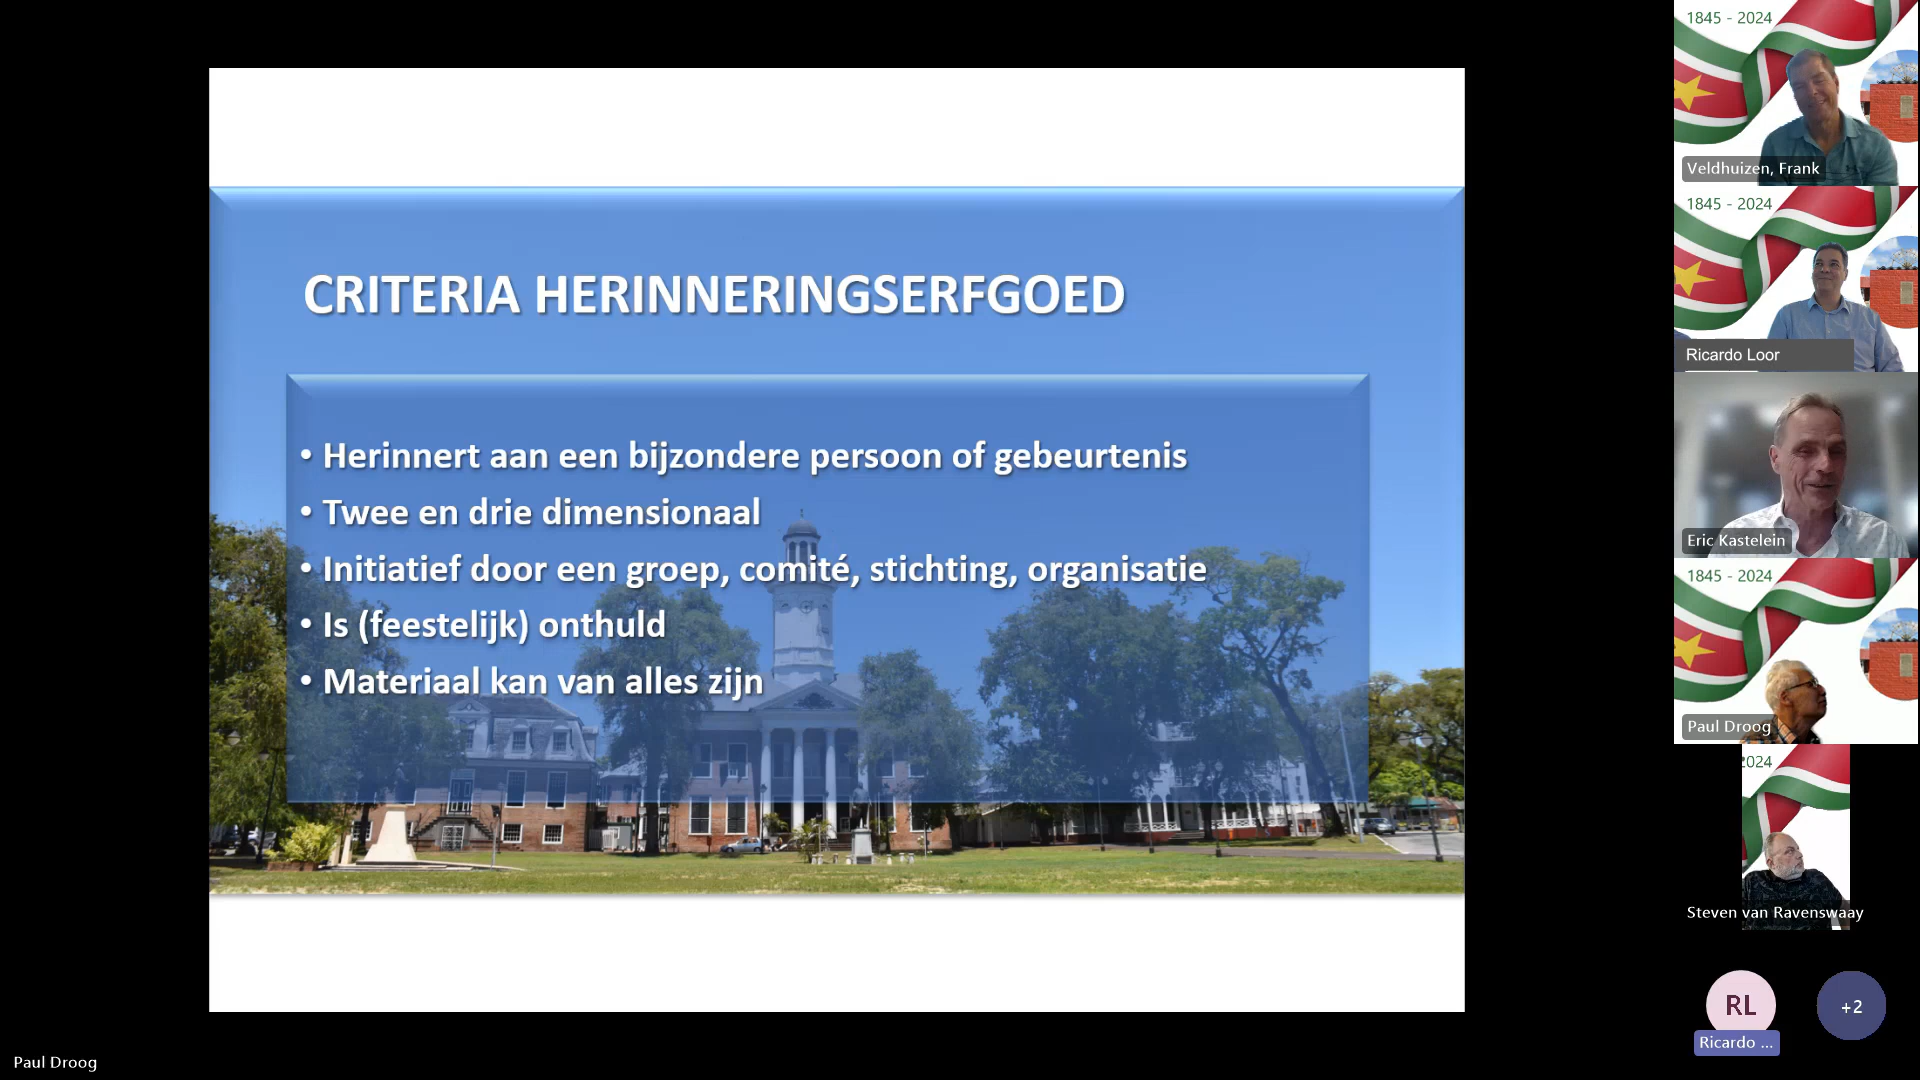 CRITERIA HERINNERINGSERFGOED
• Herinnert aan een bijzondere persoon of gebeurtenis
• Twee en drie dimensionaal
• Initiatief door een groep, comité, stichting, organisatie
• Is (feestelijk) onthuld
• Materiaal kan van alles zijn
Paul Droog
1845 - 2024
Veldhuizen, Frank
1845 - 2024
Ricardo Loor
Eric Kastelein
1845 - 2024
Paul Droog
2024
Steven van Ravenswaay
RL
+2
Ricardo ...